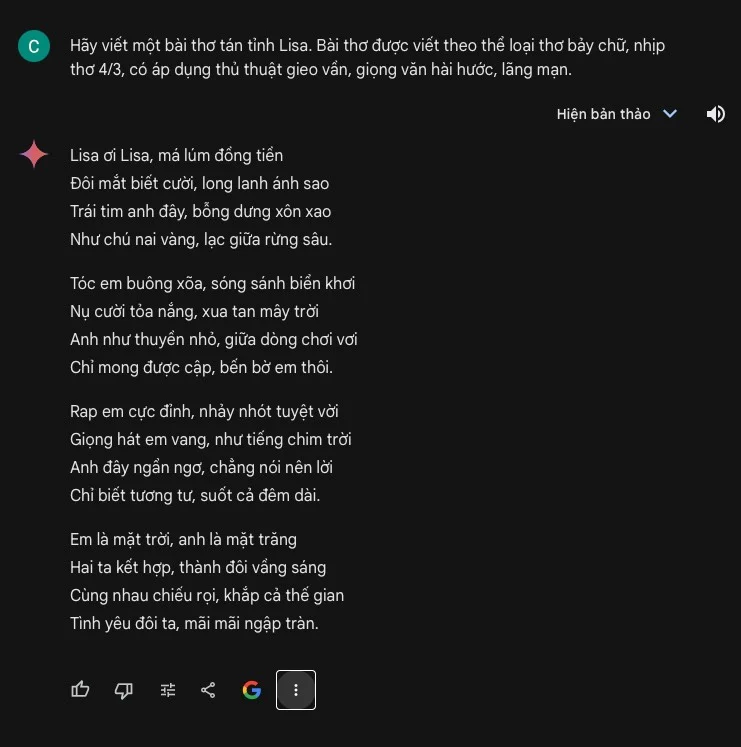 C
Hãy viết một bài thơ tán tỉnh Lisa. Bài thơ được viết theo thể loại thơ bảy chữ, nhịp
thơ 4/3, có áp dụng thủ thuật gieo vần, giọng văn hài hước, lãng mạn.
Hiện bản thảo
Lisa ơi Lisa, má lúm đồng tiền
Đôi mắt biết cười, long lanh ánh sao
Trái tim anh đây, bỗng dưng xôn xao
Như chú nai vàng, lạc giữa rừng sâu.
Tóc em buông xõa, sóng sánh biển khơi
Nụ cười tỏa nắng, xua tan mây trời
Anh như thuyền nhỏ, giữa dòng chơi vơi
Chỉ mong được cập, bến bờ em thôi.
Rap em cực đỉnh, nhảy nhót tuyệt vời
Giọng hát em vang, như tiếng chim trời
Anh đây ngẩn ngơ, chẳng nói nên lời
Chỉ biết tương tư, suốt cả đêm dài.
Em là mặt trời, anh là mặt trăng
Hai ta kết hợp, thành đôi vầng sáng
Cùng nhau chiếu rọi, khắp cả thế gian
Tình yêu đôi ta, mãi mãi ngập tràn.